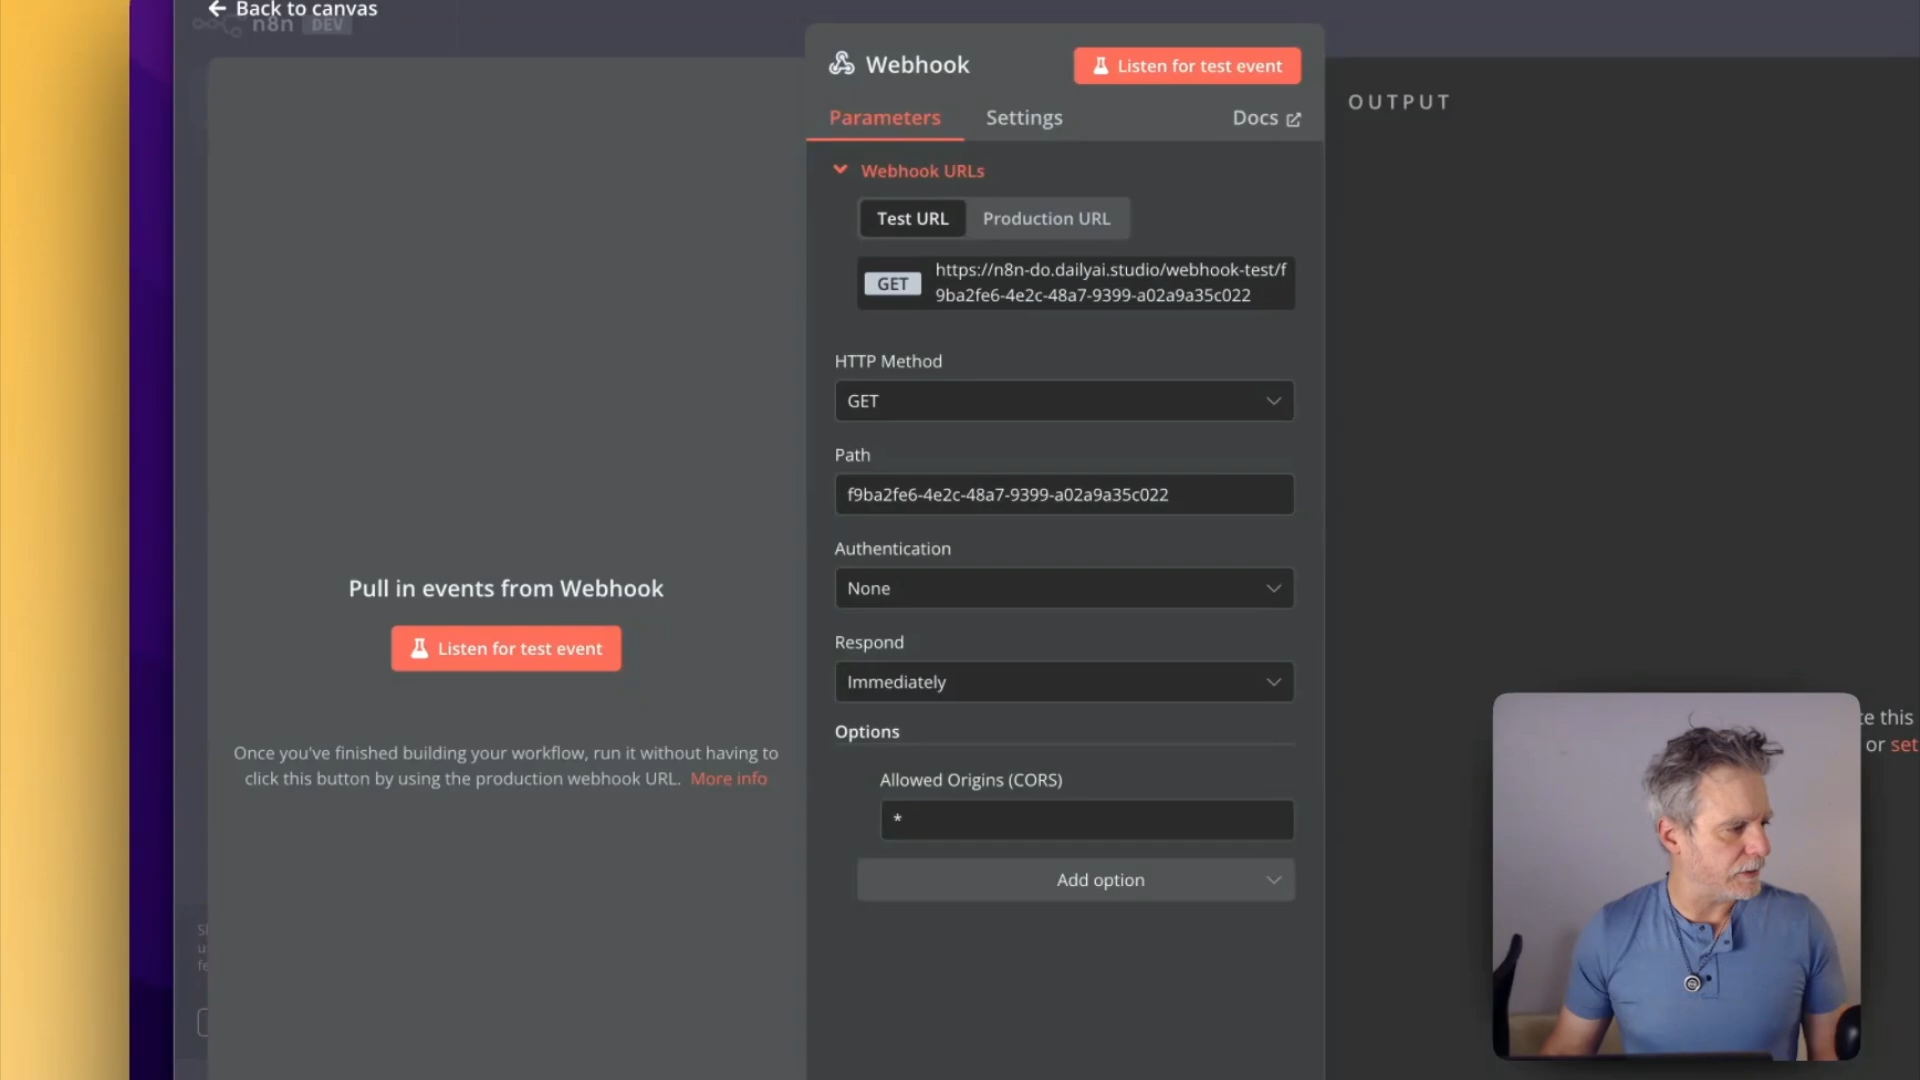 Back to canvas
n8n DEV
Webhook
Listen for test event
Parameters
Settings
Docs
Webhook URLs
Test URL
Production URL
GET
https://n8n-do.dailyai.studio/webhook-test/f
9ba2fe6-4e2c-48a7-9399-a02a9a35c022
HTTP Method
GET
Path
f9ba2fe6-4e2c-48a7-9399-a02a9a35c022
Authentication
None
Respond
Immediately
Options
Allowed Origins (CORS)
*
Add option
Pull in events from Webhook
Listen for test event
Once you've finished building your workflow, run it without having to
click this button by using the production webhook URL. More info
OUTPUT
this
or set